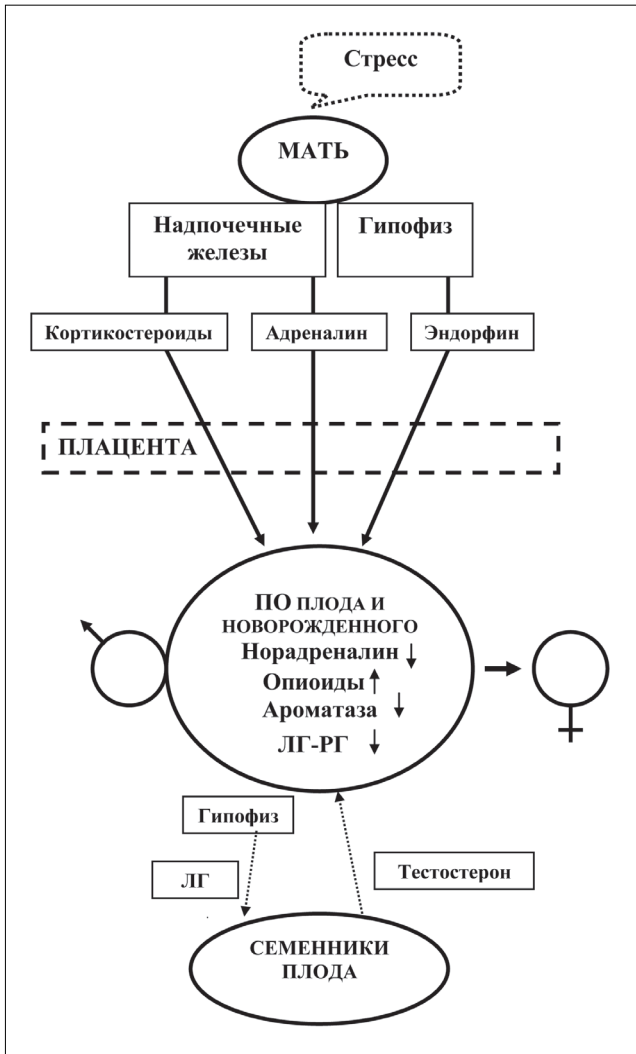 Стресс
МАТЬ
Надпочечные
железы
Гипофиз
Кортикостероиды
Адреналин
Эндорфин
ПЛАЦЕНТА
ПО ПЛОДА И
НОВОРОЖДЕННОГО
Норадреналин ↓
Опиоиды ↑
Ароматаза ↓
ЛГ-РГ ↓
Гипофиз
ЛГ
Тестостерон
СЕМЕННИКИ
ПЛОДА